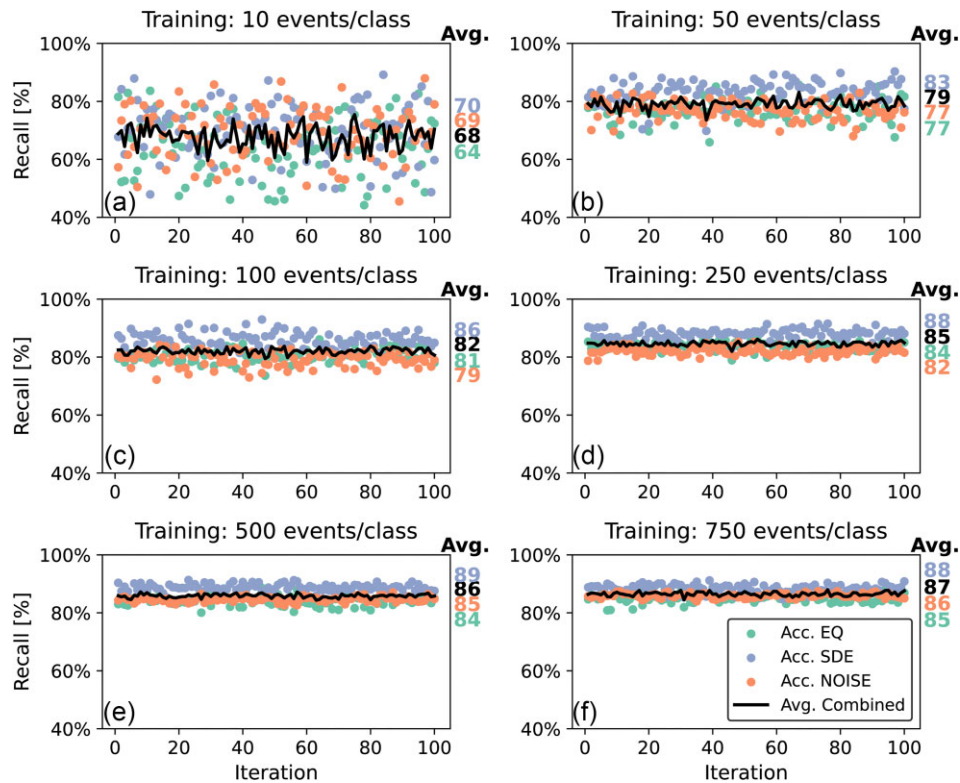 Training: 10 events/class
Avg.
100%
80%
60%
40%
Recall [%]
70
69
68
64
(a)
0 20 40 60 80 100
Training: 50 events/class
Avg.
100%
80%
60%
40%
Recall [%]
83
79
77
77
(b)
0 20 40 60 80 100
Training: 100 events/class
Avg.
100%
80%
60%
40%
Recall [%]
86
82
81
79
(c)
0 20 40 60 80 100
Training: 250 events/class
Avg.
100%
80%
60%
40%
Recall [%]
88
85
84
82
(d)
0 20 40 60 80 100
Training: 500 events/class
Avg.
100%
80%
60%
40%
Recall [%]
89
86
85
84
(e)
0 20 40 60 80 100
Iteration
Training: 750 events/class
Avg.
100%
80%
60%
40%
Recall [%]
88
87
86
85
Acc. EQ
Acc. SDE
Acc. NOISE
Avg. Combined
(f)
0 20 40 60 80 100
Iteration